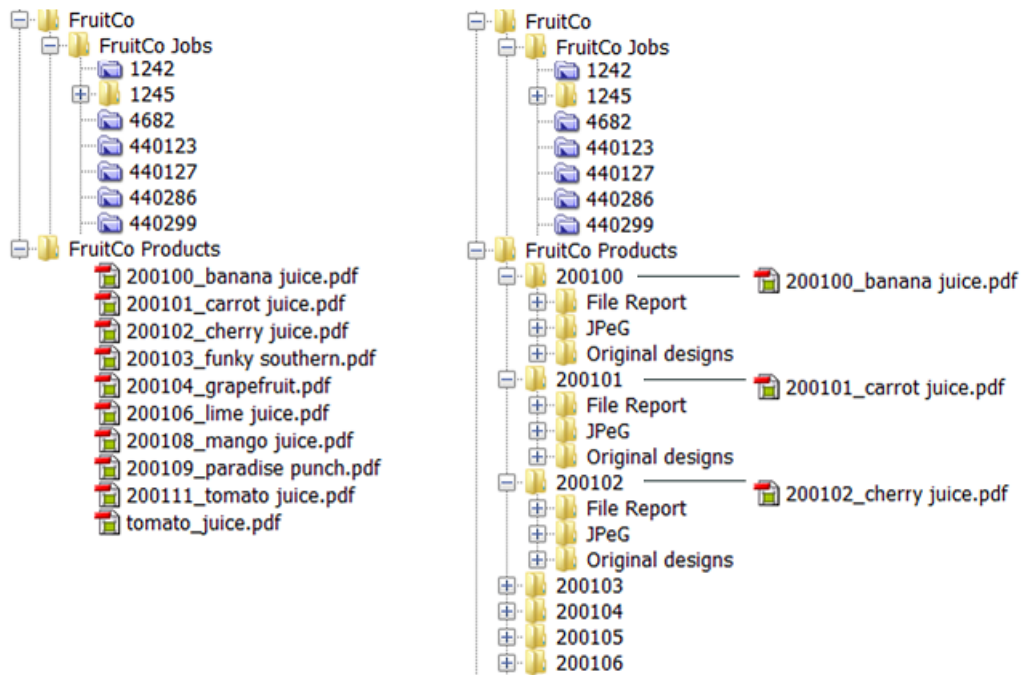 FruitCo
FruitCo Jobs
1242
1245
4682
440123
440127
440286
440299
FruitCo Products
200100_banana juice.pdf
200101_carrot juice.pdf
200102_cherry juice.pdf
200103_funky southern.pdf
200104_grapefruit.pdf
200106_lime juice.pdf
200108_mango juice.pdf
200109_paradise punch.pdf
200111_tomato juice.pdf
tomato_juice.pdf
FruitCo
FruitCo Jobs
1242
1245
4682
440123
440127
440286
440299
FruitCo Products
200100 200100_banana juice.pdf
File Report
JPeG
Original designs
200101 200101_carrot juice.pdf
File Report
JPeG
Original designs
200102 200102_cherry juice.pdf
File Report
JPeG
Original designs
200103
200104
200105
200106